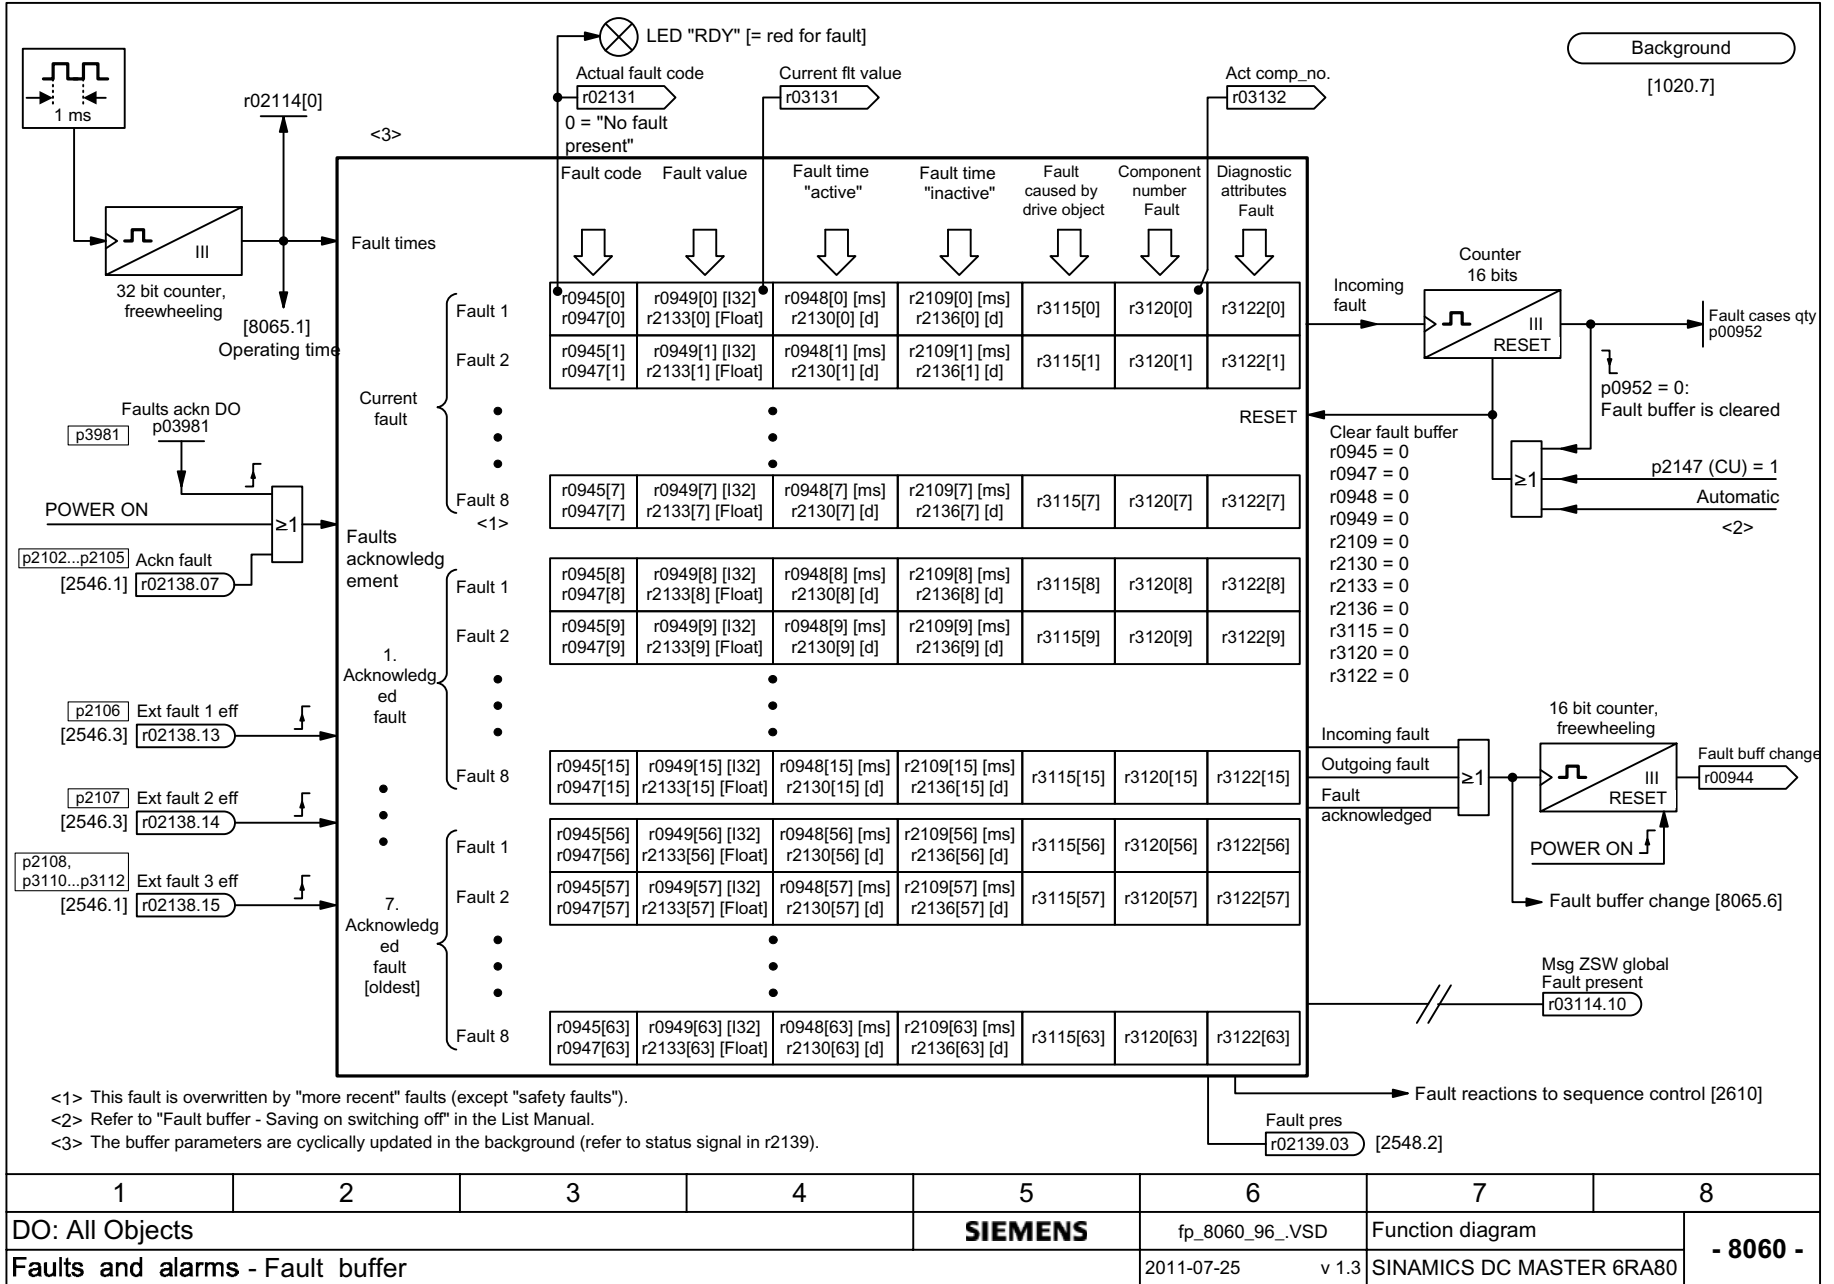 LED "RDY" [= red for fault]
Background
[1020.7]
1 ms
r02114[0]
<3>
Actual fault code
r02131
0 = "No fault
present"
Current flt value
r03131
Act comp_no.
r03132
Fault code
Fault value
Fault time
"active"
Fault time
"inactive"
Fault
caused by
drive object
Component
number
Fault
Diagnostic
attributes
Fault
III
32 bit counter,
freewheeling
[8065.1]
Operating time
Fault times
Current
fault
Fault 1
r0945[0]
r0947[0]
r0949[0] [I32]
r2133[0] [Float]
r0948[0] [ms]
r2130[0] [d]
r2109[0] [ms]
r2136[0] [d]
r3115[0]
r3120[0]
r3122[0]
Fault 2
r0945[1]
r0947[1]
r0949[1] [I32]
r2133[1] [Float]
r0948[1] [ms]
r2130[1] [d]
r2109[1] [ms]
r2136[1] [d]
r3115[1]
r3120[1]
r3122[1]
Fault 8
<1>
r0945[7]
r0947[7]
r0949[7] [I32]
r2133[7] [Float]
r0948[7] [ms]
r2130[7] [d]
r2109[7] [ms]
r2136[7] [d]
r3115[7]
r3120[7]
r3122[7]
Incoming
fault
Counter
16 bits
III
RESET
Fault cases qty
p00952
p0952 = 0:
Fault buffer is cleared
RESET
Clear fault buffer
r0945 = 0
r0947 = 0
r0948 = 0
r0949 = 0
r2109 = 0
r2130 = 0
r2133 = 0
r2136 = 0
r3115 = 0
r3120 = 0
r3122 = 0
≥1
p2147 (CU) = 1
Automatic
<2>
Faults ackn DO
p03981
p3981
POWER ON
≥1
p2102...p2105
Ackn fault
[2546.1]
r02138.07
Faults
acknowledg
ement
1.
Acknowledg
ed
fault
Fault 1
r0945[8]
r0947[8]
r0949[8] [I32]
r2133[8] [Float]
r0948[8] [ms]
r2130[8] [d]
r2109[8] [ms]
r2136[8] [d]
r3115[8]
r3120[8]
r3122[8]
Fault 2
r0945[9]
r0947[9]
r0949[9] [I32]
r2133[9] [Float]
r0948[9] [ms]
r2130[9] [d]
r2109[9] [ms]
r2136[9] [d]
r3115[9]
r3120[9]
r3122[9]
Fault 8
r0945[15]
r0947[15]
r0949[15] [I32]
r2133[15] [Float]
r0948[15] [ms]
r2130[15] [d]
r2109[15] [ms]
r2136[15] [d]
r3115[15]
r3120[15]
r3122[15]
p2106
Ext fault 1 eff
[2546.3]
r02138.13
p2107
Ext fault 2 eff
[2546.3]
r02138.14
p2108,
p3110...p3112
Ext fault 3 eff
[2546.1]
r02138.15
Incoming fault
Outgoing fault
Fault
acknowledged
≥1
16 bit counter,
freewheeling
III
RESET
Fault buff change
r00944
POWER ON
Fault buffer change [8065.6]
7.
Acknowledg
ed
fault
[oldest]
Fault 1
r0945[56]
r0947[56]
r0949[56] [I32]
r2133[56] [Float]
r0948[56] [ms]
r2130[56] [d]
r2109[56] [ms]
r2136[56] [d]
r3115[56]
r3120[56]
r3122[56]
Fault 2
r0945[57]
r0947[57]
r0949[57] [I32]
r2133[57] [Float]
r0948[57] [ms]
r2130[57] [d]
r2109[57] [ms]
r2136[57] [d]
r3115[57]
r3120[57]
r3122[57]
Fault 8
r0945[63]
r0947[63]
r0949[63] [I32]
r2133[63] [Float]
r0948[63] [ms]
r2130[63] [d]
r2109[63] [ms]
r2136[63] [d]
r3115[63]
r3120[63]
r3122[63]
Msg ZSW global
Fault present
r03114.10
Fault reactions to sequence control [2610]
Fault pres
r02139.03
[2548.2]
<1> This fault is overwritten by "more recent" faults (except "safety faults").
<2> Refer to "Fault buffer - Saving on switching off" in the List Manual.
<3> The buffer parameters are cyclically updated in the background (refer to status signal in r2139).
1 2 3 4 5 6 7 8
DO: All Objects
SIEMENS
fp_8060_96_.VSD
Function diagram
- 8060 -
Faults and alarms - Fault buffer
2011-07-25 v 1.3
SINAMICS DC MASTER 6RA80